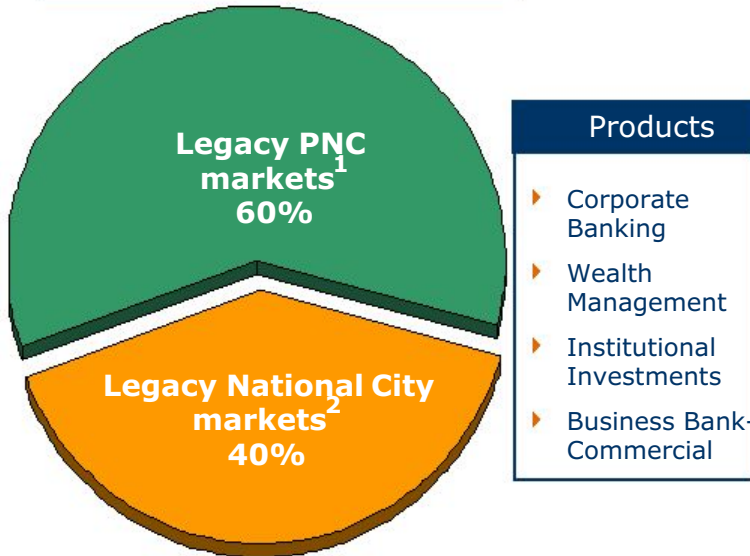 Legacy PNC
markets1
60%
Legacy National City
markets2
40%
Products
Corporate
Banking
Wealth
Management
Institutional
Investments
Business Bank-
Commercial